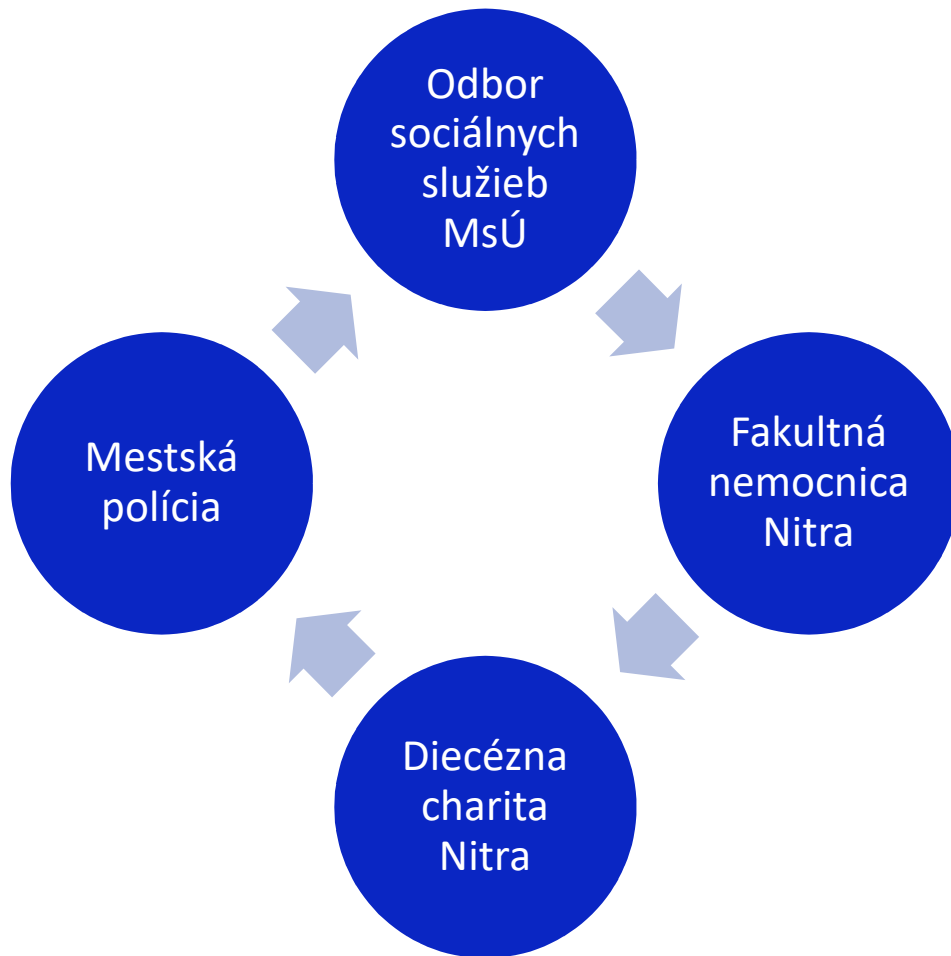 Odbor
sociálnych
služieb
MsÚ
Fakultná
nemocnica
Nitra
Diecézna
charita
Nitra
Mestská
polícia